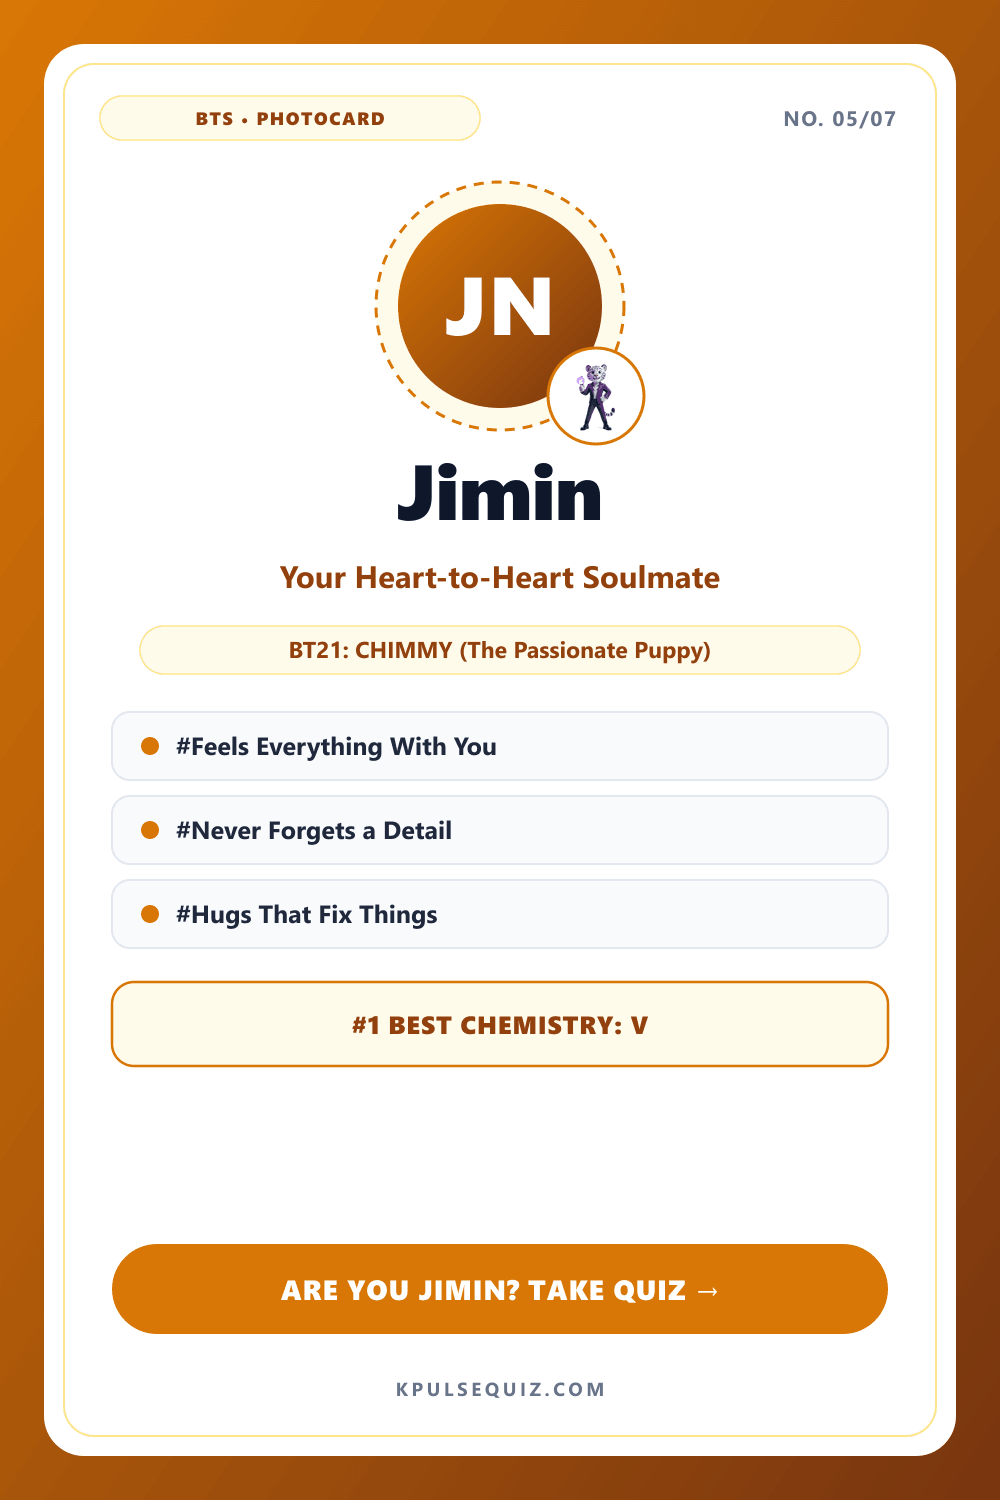 BTS • PHOTOCARD
NO. 05/07
JN
Jimin
Your Heart-to-Heart Soulmate
BT21: CHIMMY (The Passionate Puppy)
#Feels Everything With You
#Never Forgets a Detail
#Hugs That Fix Things
#1 BEST CHEMISTRY: V
ARE YOU JIMIN? TAKE QUIZ →
KPULSEQUIZ.COM